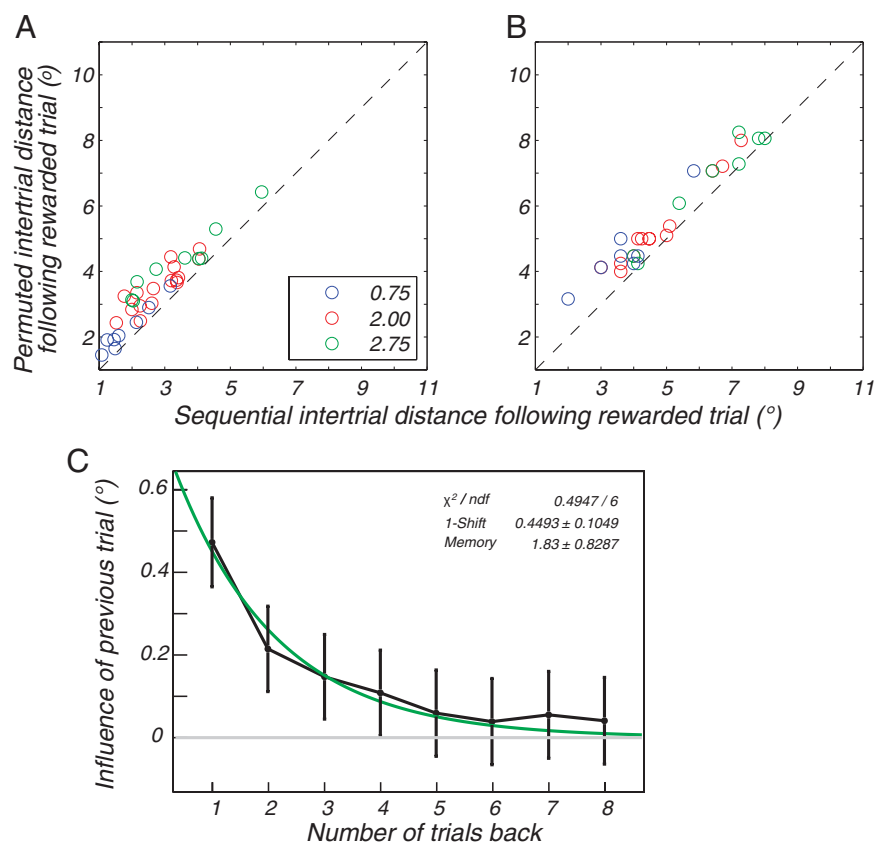 A
B
Permuted intertrial distance
following rewarded trial (º)
10
8
6
4
2
1 3 5 7 9 11
0.75
2.00
2.75
10
8
6
4
2
1 3 5 7 9 11
Sequential intertrial distance following rewarded trial (°)
C
Influence of previous trial (°)
0.6
0.4
0.2
0
χ² / ndf 0.4947 / 6
1-Shift 0.4493 ± 0.1049
Memory 1.83 ± 0.8287
1 2 3 4 5 6 7 8
Number of trials back